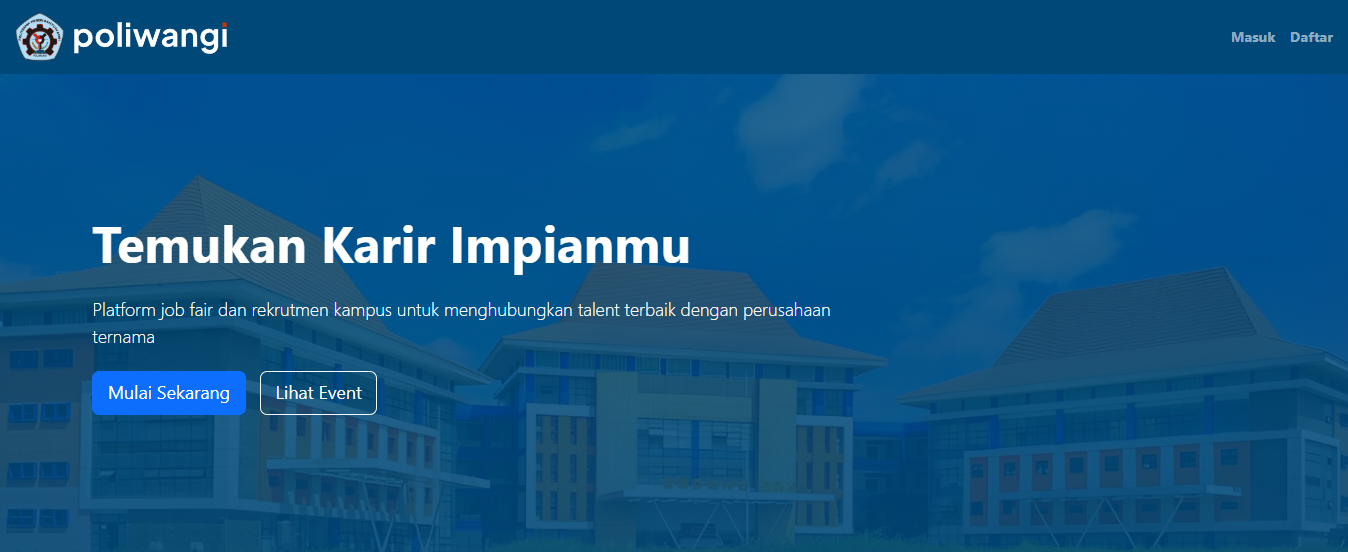 poliwangi
Masuk Daftar
Temukan Karir Impianmu
Platform job fair dan rekrutmen kampus untuk menghubungkan talent terbaik dengan perusahaan
ternama
Mulai Sekarang Lihat Event